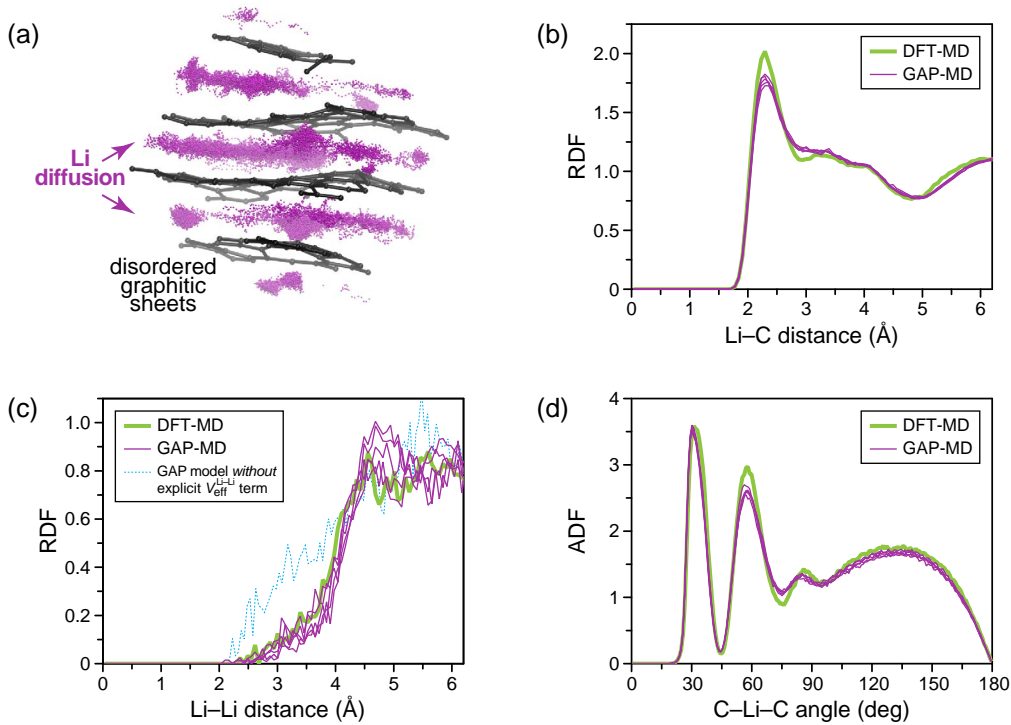 (a)
Li
diffusion
disordered
graphitic
sheets
(b)
2.0
1.5
1.0
0.5
0
RDF
DFT-MD
GAP-MD
0 1 2 3 4 5 6
Li–C distance (Å)
(c)
1.0
0.8
0.6
0.4
0.2
0
RDF
DFT-MD
GAP-MD
GAP model without
explicit V_eff^Li–Li term
0 1 2 3 4 5 6
Li–Li distance (Å)
(d)
4
3
2
1
0
ADF
DFT-MD
GAP-MD
0 30 60 90 120 150 180
C–Li–C angle (deg)